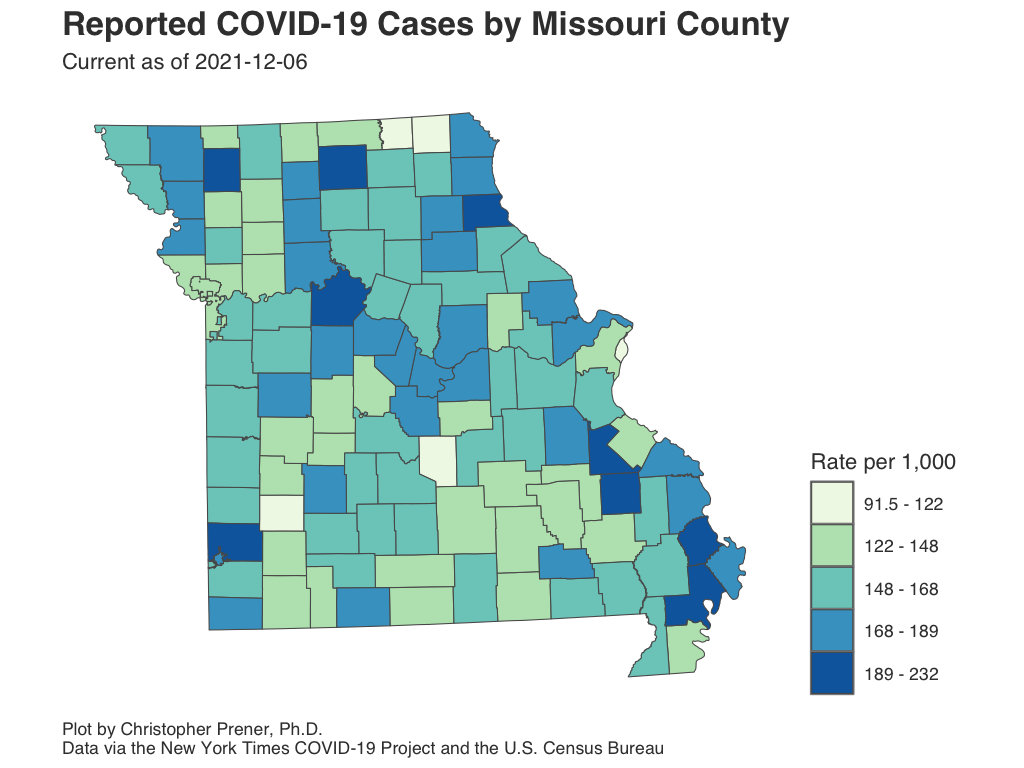 Reported COVID-19 Cases by Missouri County
Current as of 2021-12-06
Rate per 1,000
91.5 - 122
122 - 148
148 - 168
168 - 189
189 - 232
Plot by Christopher Prener, Ph.D.
Data via the New York Times COVID-19 Project and the U.S. Census Bureau